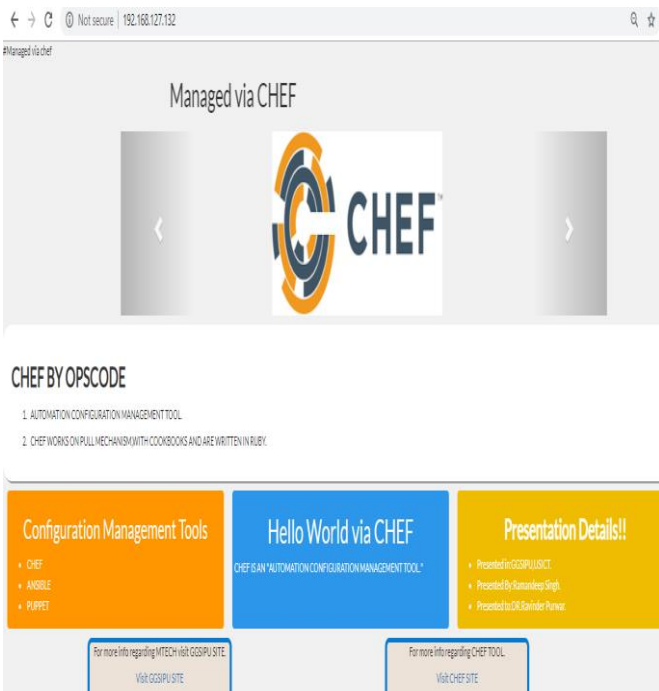 Not secure | 192.168.127.132
#Managed via chef
Managed via CHEF
CHEF
CHEF BY OPSCODE
1. AUTOMATION CONFIGURATION MANAGEMENT TOOL.
2. CHEF WORKS ON PULL MECHANISM,WITH COOKBOOKS AND ARE WRITTEN IN RUBY.
Configuration Management Tools
CHEF
ANSIBLE
PUPPET
Hello World via CHEF
CHEF IS AN "AUTOMATION CONFIGURATION MANAGEMENT TOOL."
Presentation Details!!
Presented in GGSIPU,USICT.
Presented By:Ramandeep Singh.
Presented to:DR.Ravinder Purwar.
For more info regarding MTECH visit GGSIPU SITE.
Visit GGSIPU SITE
For more info regarding CHEF TOOL.
Visit CHEF SITE